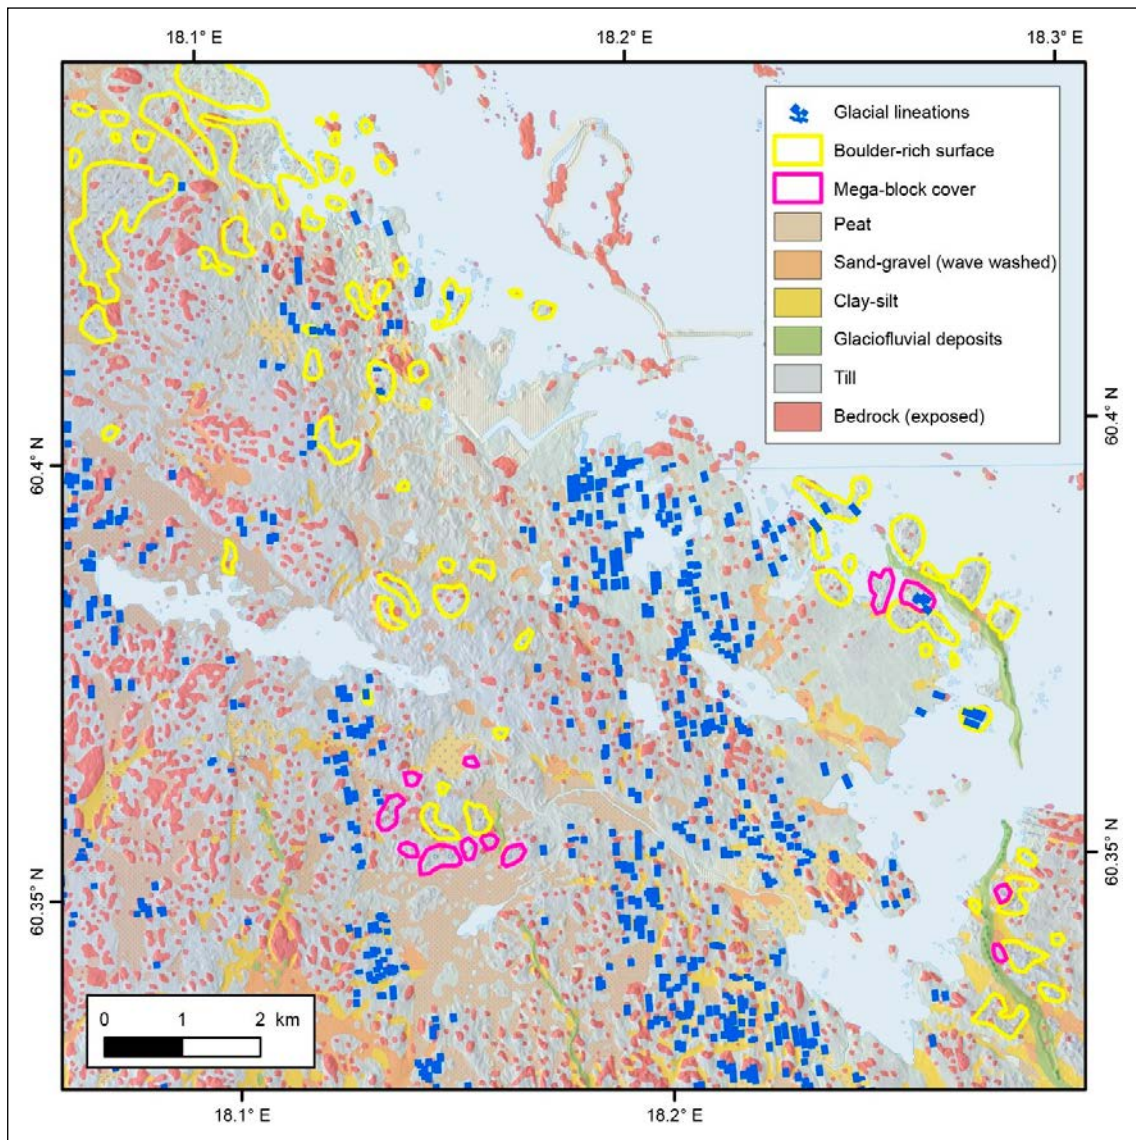 18.1° E
18.2° E
18.3° E
Glacial lineations
Boulder-rich surface
Mega-block cover
Peat
Sand-gravel (wave washed)
Clay-silt
Glaciofluvial deposits
Till
Bedrock (exposed)
60.4° N
60.4° N
60.35° N
60.35° N
0 1 2 km
18.1° E
18.2° E